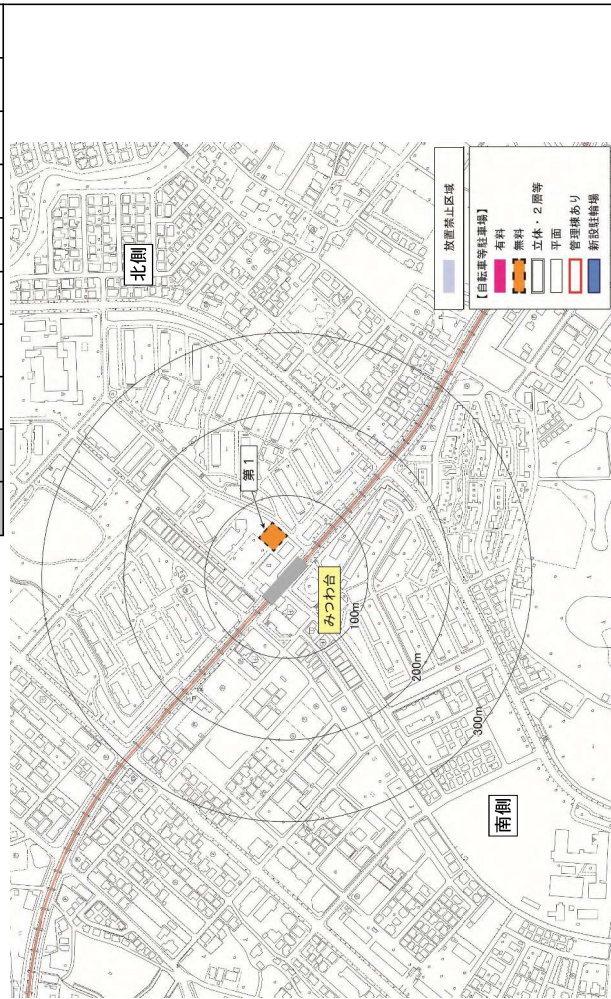 北側
第1
みつわ台
100m
200m
300m
南側
放置禁止区域
【自転車等駐車場】
有料
無料
立体・2層等
平面
管理棟あり
新設駐輪場